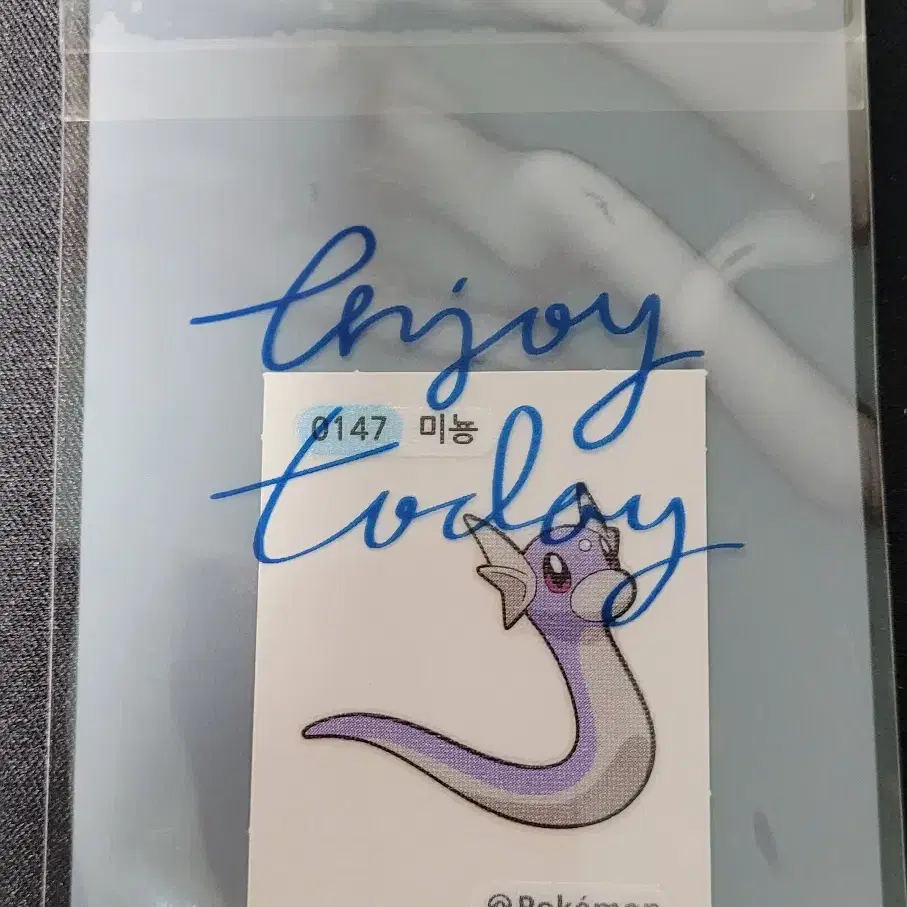 Enjoy
0147 미뇽
today
@Pokémon